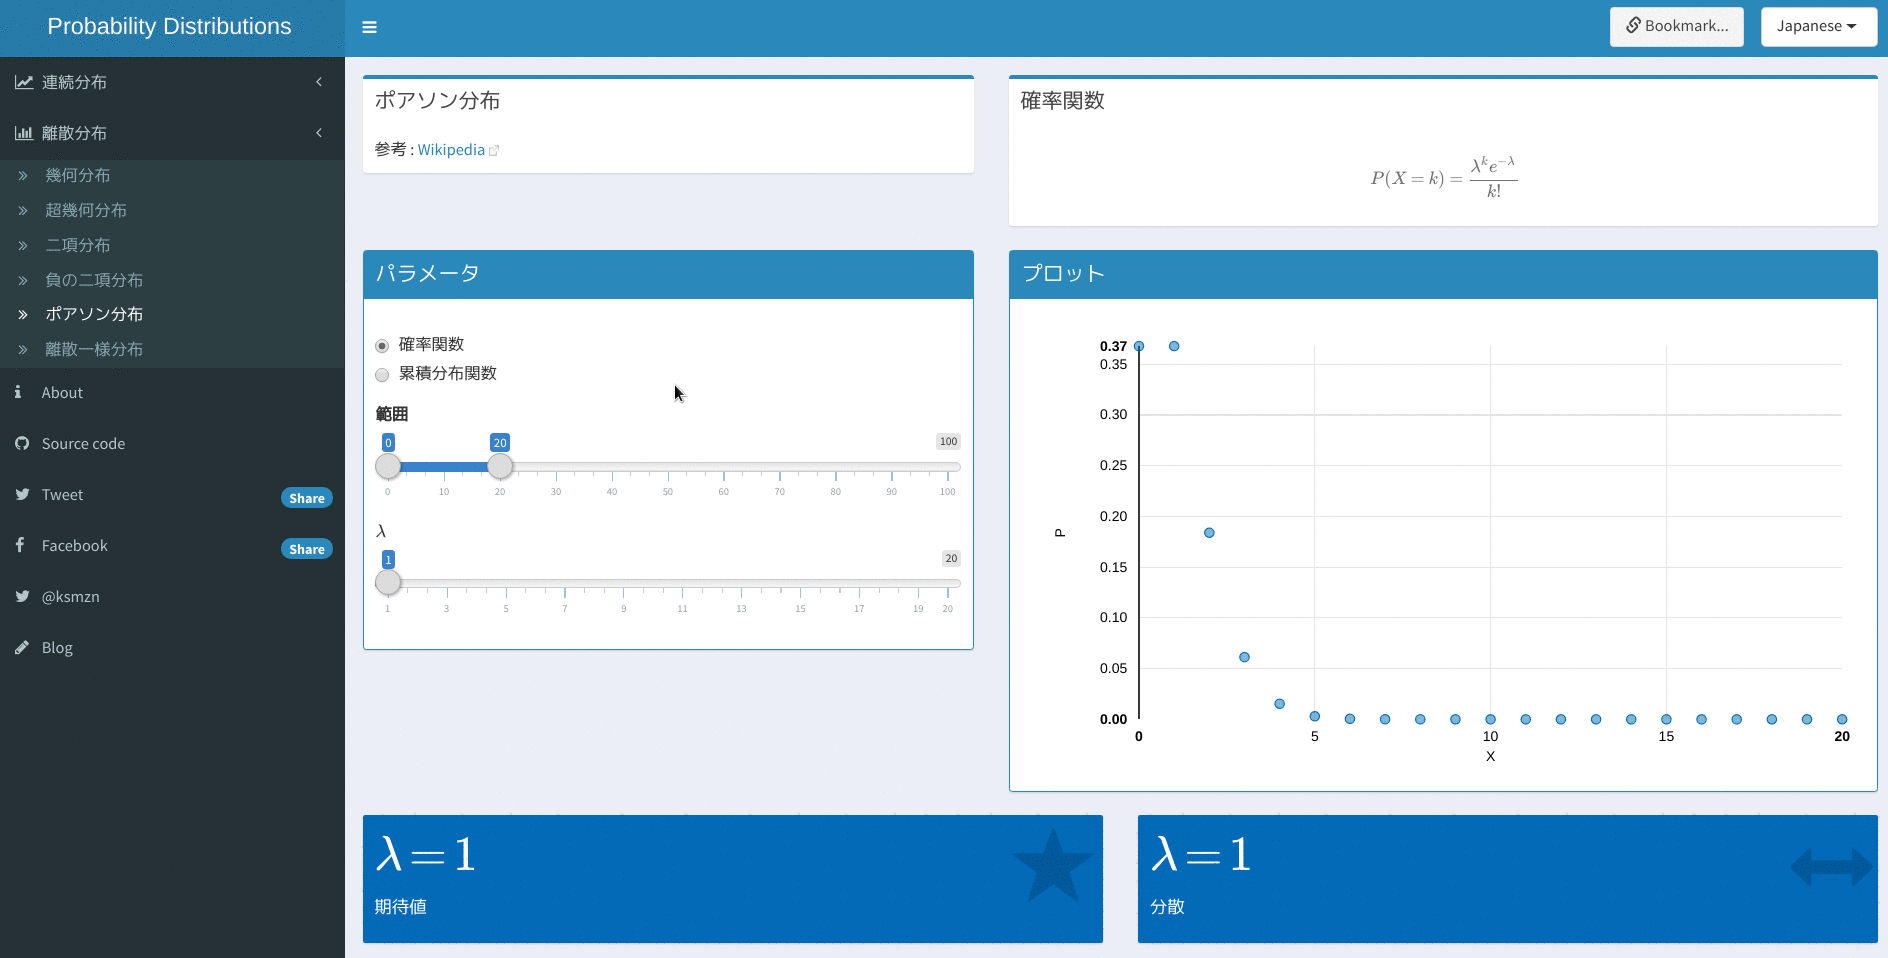 Probability Distributions
Bookmark...
Japanese
連続分布
離散分布
幾何分布
超幾何分布
二項分布
負の二項分布
ポアソン分布
離散一様分布
About
Source code
Tweet
Share
Facebook
Share
@ksmzn
Blog
ポアソン分布
参考 : Wikipedia
確率関数
P(X = k) = \frac{λ^k e^{-λ}}{k!}
パラメータ
確率関数
累積分布関数
範囲
0 20 100
0 10 20 30 40 50 60 70 80 90 100
λ
1 20
1 3 5 7 9 11 13 15 17 19 20
プロット
0.37
0.35
0.30
0.25
0.20
0.15
0.10
0.05
0.00
P
0 5 10 15 20
X
λ = 1
期待値
λ = 1
分散